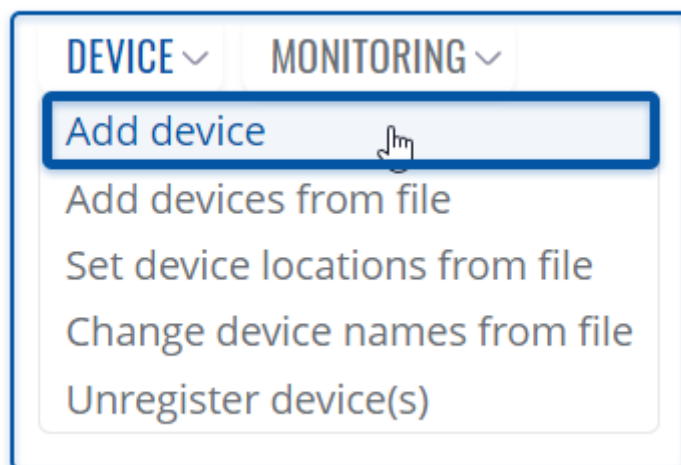 DEVICE MONITORING
Add device
Add devices from file
Set device locations from file
Change device names from file
Unregister device(s)